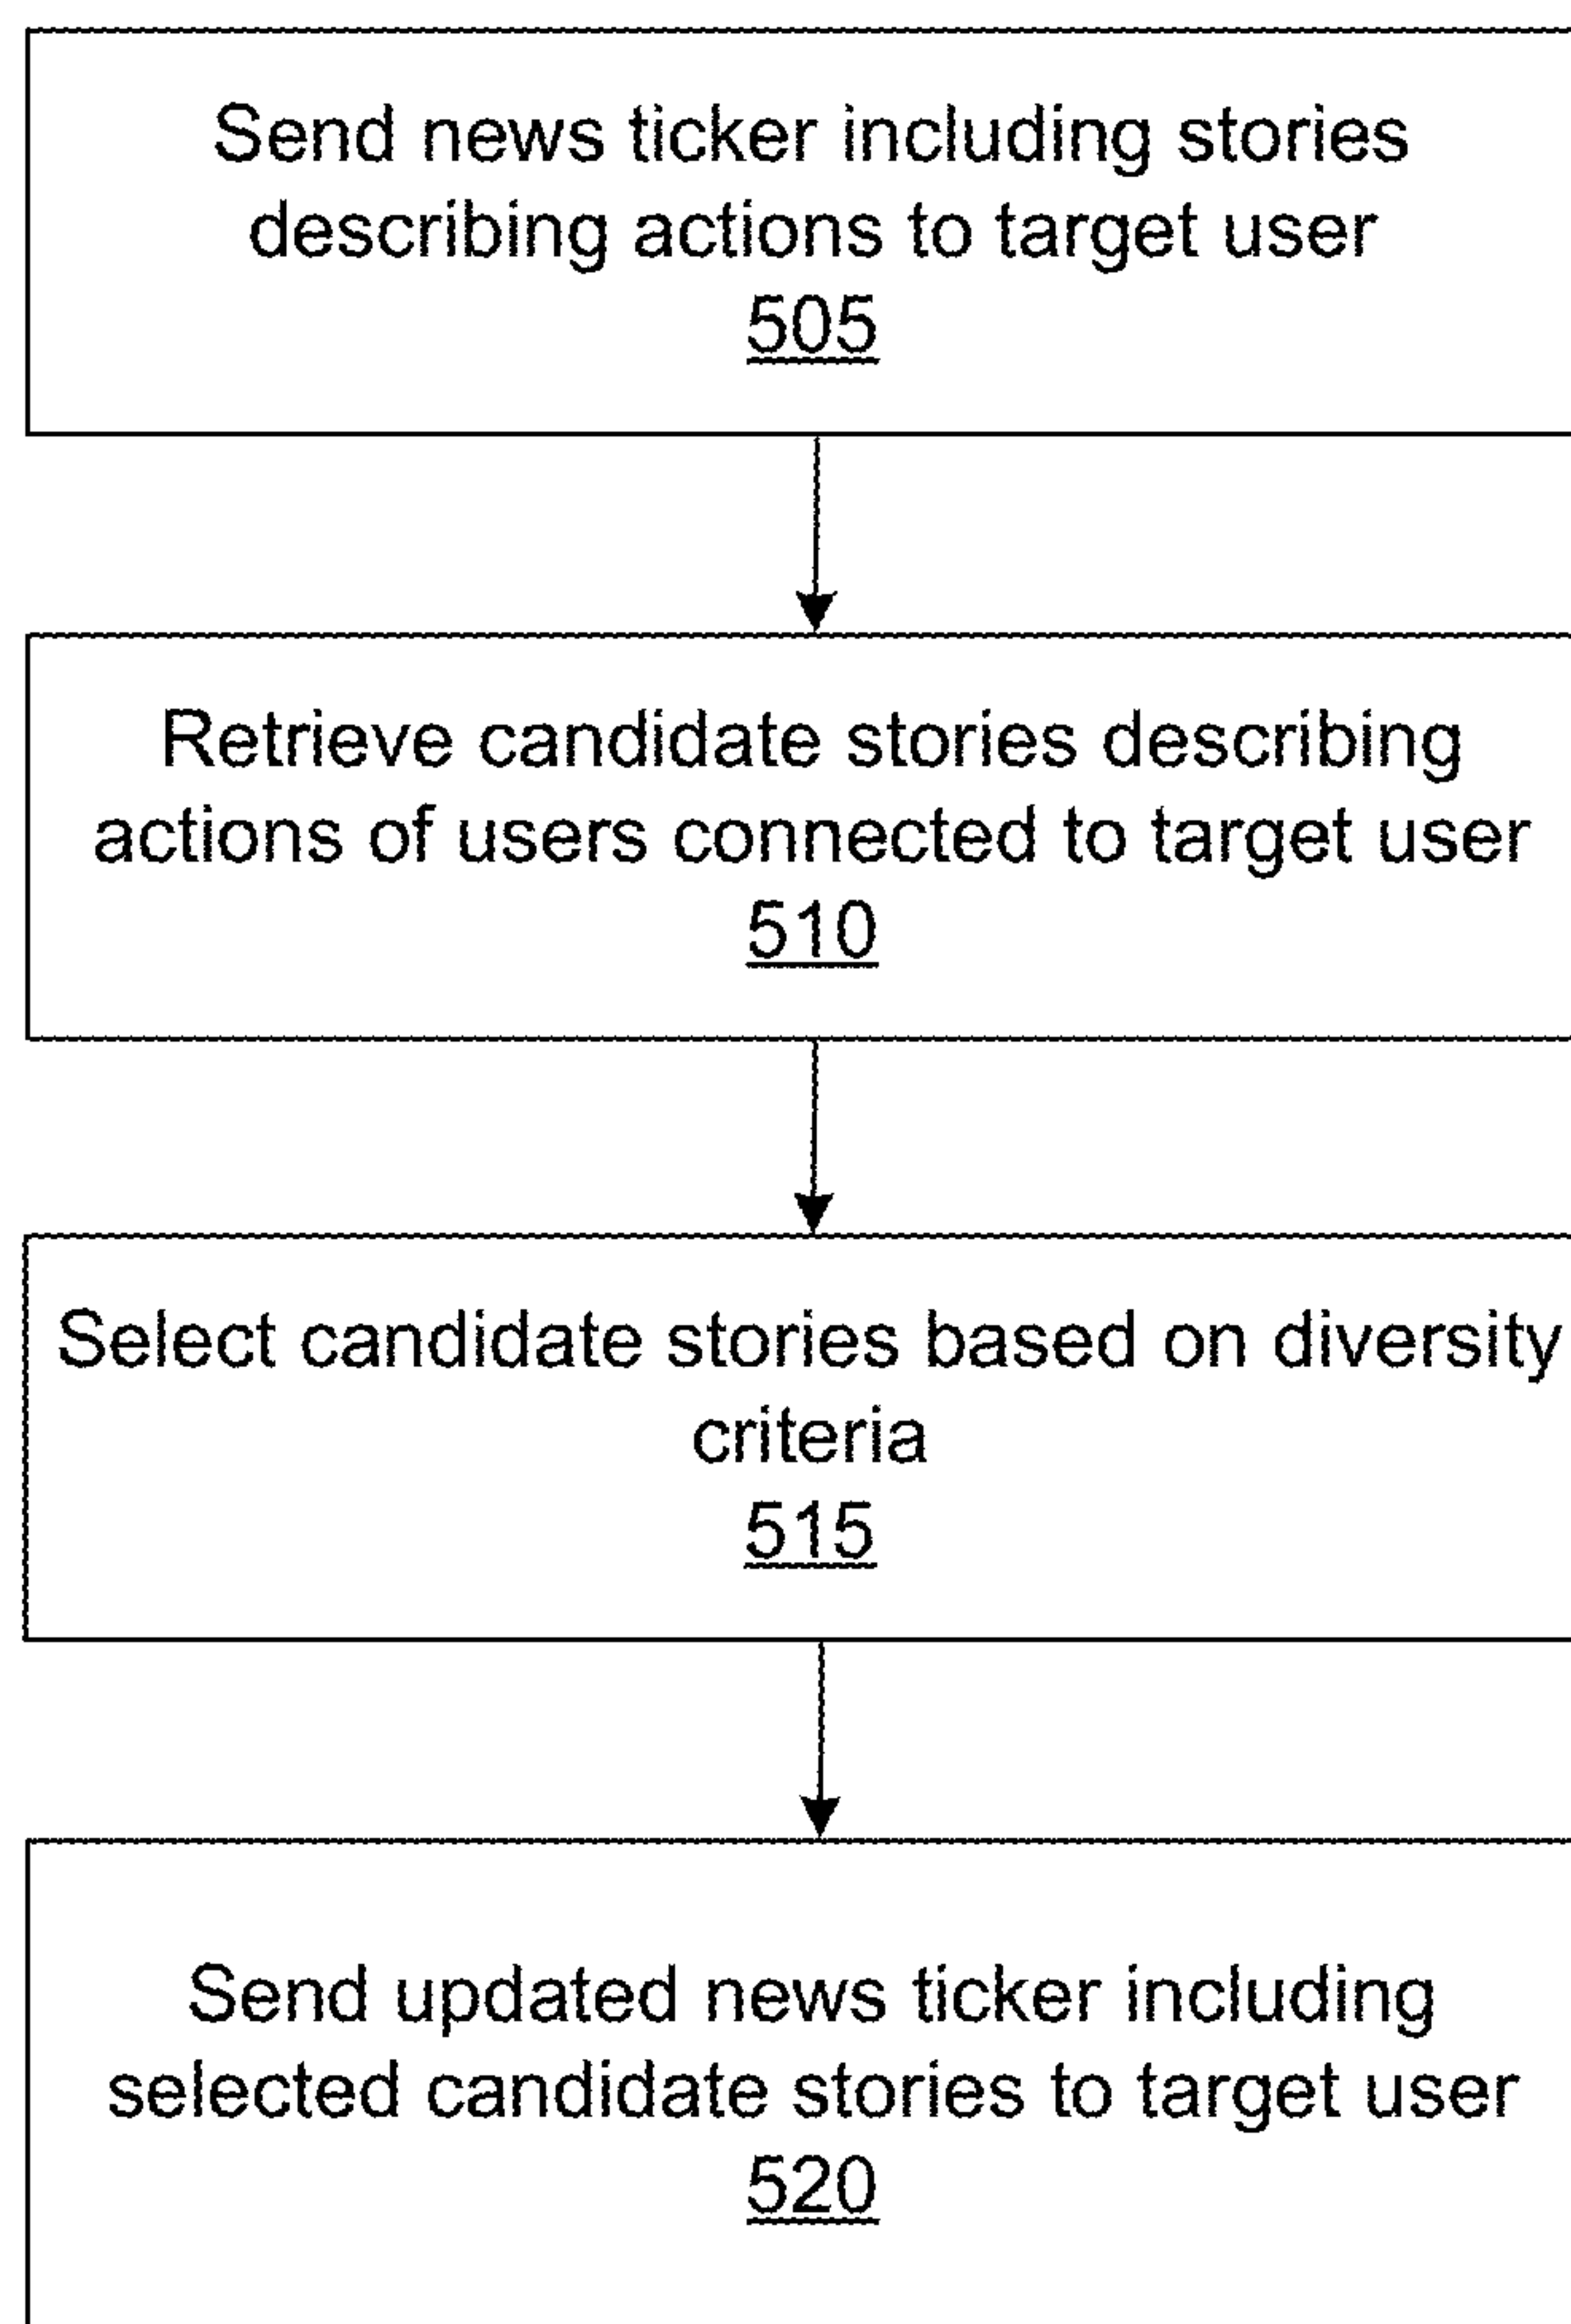 Send news ticker including stories
describing actions to target user
505
Retrieve candidate stories describing
actions of users connected to target user
510
Select candidate stories based on diversity
criteria
515
Send updated news ticker including
selected candidate stories to target user
520